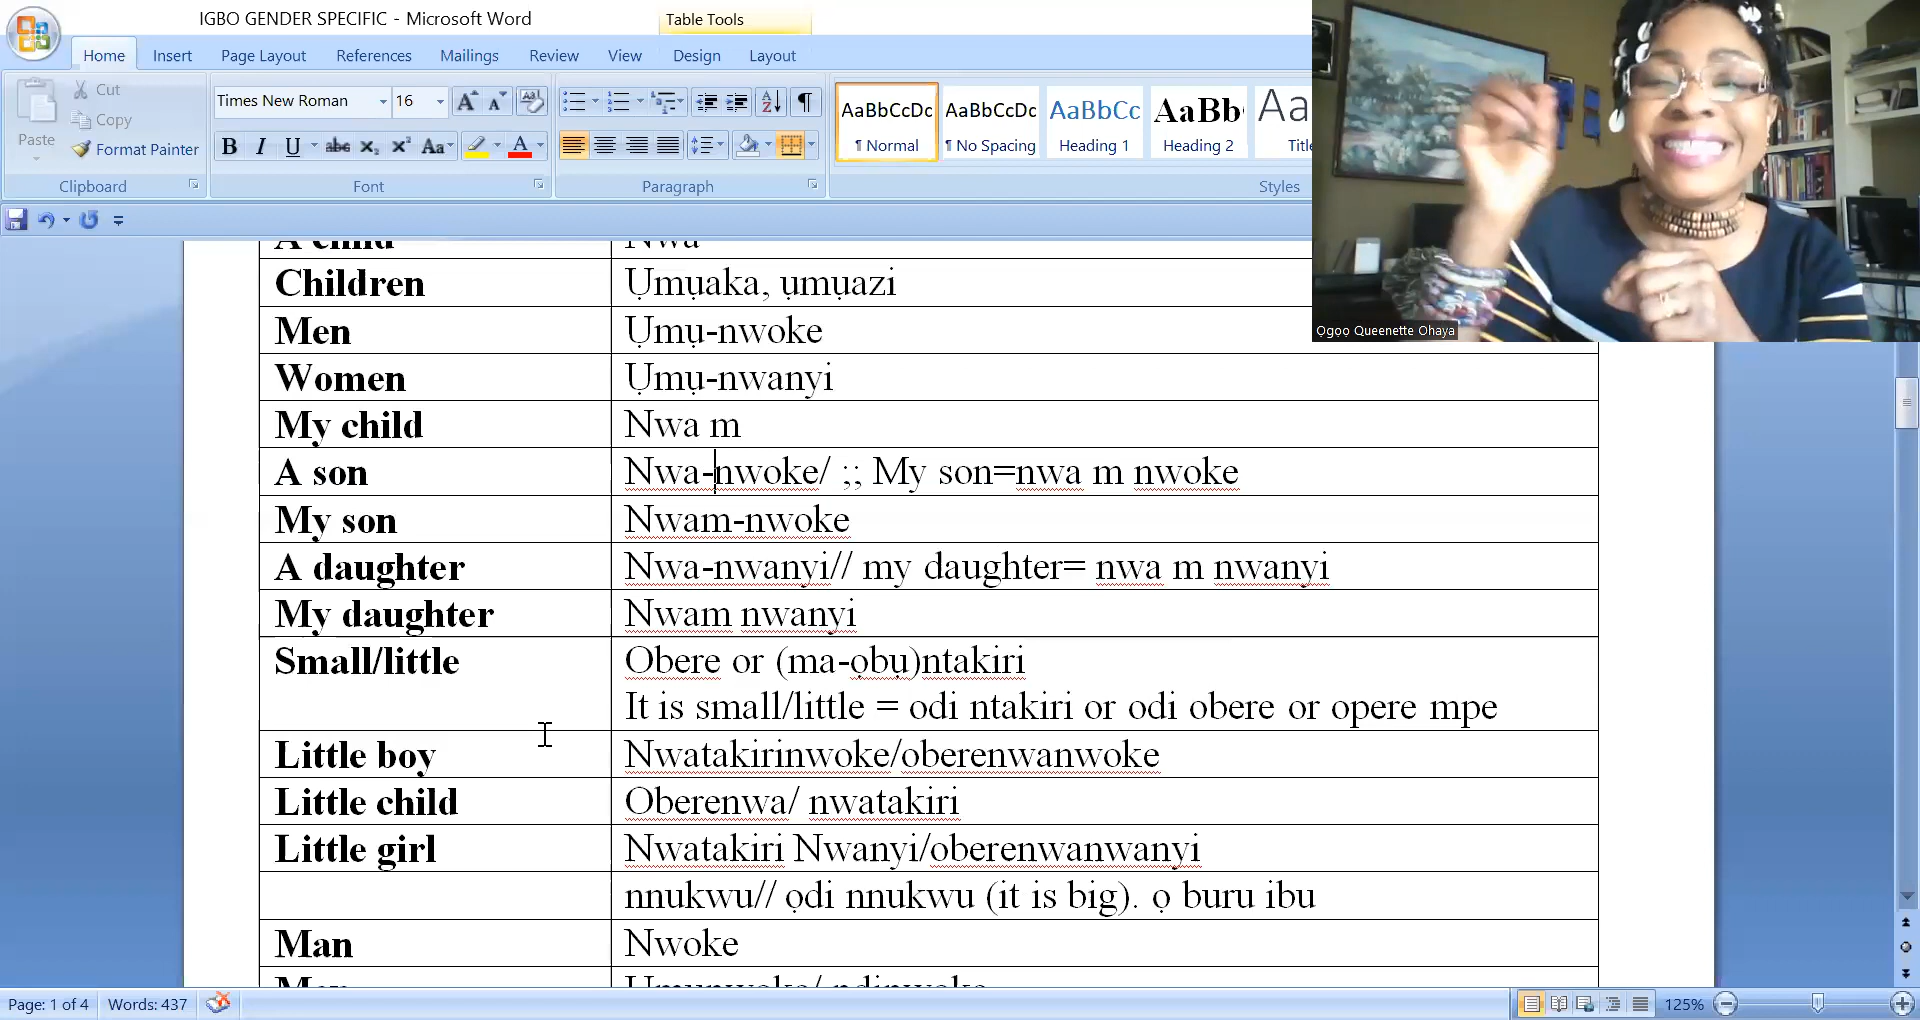 IGBO GENDER SPECIFIC - Microsoft Word
Table Tools
Home Insert Page Layout References Mailings Review View Design Layout
Paste
Cut
Copy
Format Painter
Clipboard
Times New Roman 16
Font
Paragraph
AaBbCcDc AaBbCcDc AaBbCc AaBb AaB
¶ Normal ¶ No Spacing Heading 1 Heading 2 Title
Styles
Ọgọọ Queenette Ohaya
A child Nwa
Children Ụmụaka, ụmụazi
Men Ụmụ-nwoke
Women Ụmụ-nwanyi
My child Nwa m
A son Nwa-nwoke/ ;; My son=nwa m nwoke
My son Nwam-nwoke
A daughter Nwa-nwanyi// my daughter= nwa m nwanyi
My daughter Nwam nwanyi
Small/little Obere or (ma-ọbụ)ntakiri
It is small/little = odi ntakiri or odi obere or opere mpe
Little boy Nwatakirinwoke/oberenwanwoke
Little child Oberenwa/ nwatakiri
Little girl Nwatakiri Nwanyi/oberenwanwanyi
nnukwu// ọdi nnukwu (it is big). ọ buru ibu
Man Nwoke
Men
Page: 1 of 4 Words: 437 125%